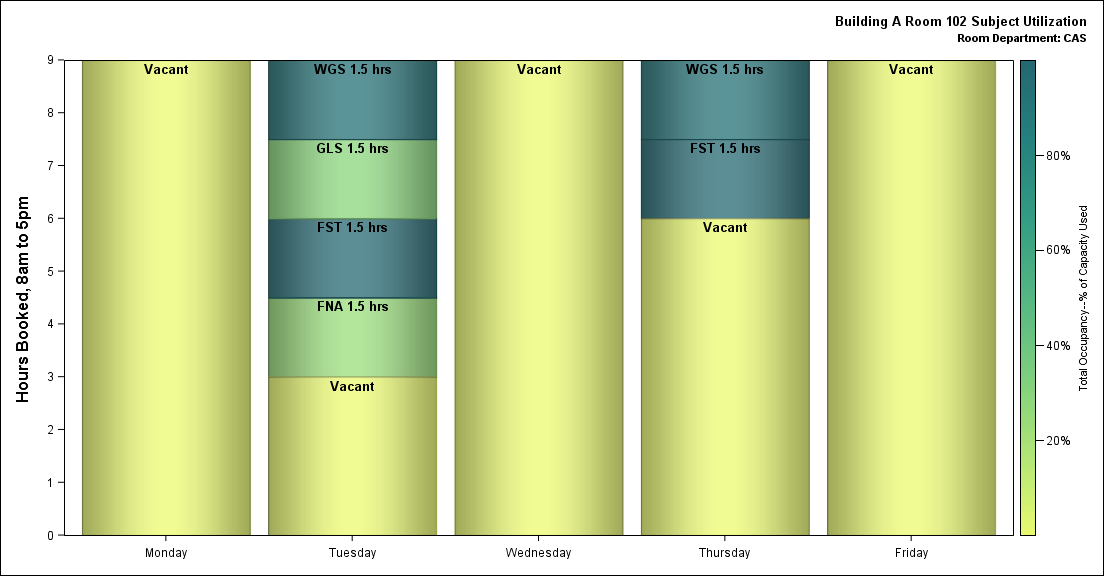 Building A Room 102 Subject Utilization
Room Department: CAS
Hours Booked, 8am to 5pm
9
8
7
6
5
4
3
2
1
0
Vacant
WGS 1.5 hrs
GLS 1.5 hrs
FST 1.5 hrs
FNA 1.5 hrs
Vacant
Vacant
WGS 1.5 hrs
FST 1.5 hrs
Vacant
Vacant
Monday
Tuesday
Wednesday
Thursday
Friday
80%
60%
40%
20%
Total Occupancy--% of Capacity Used